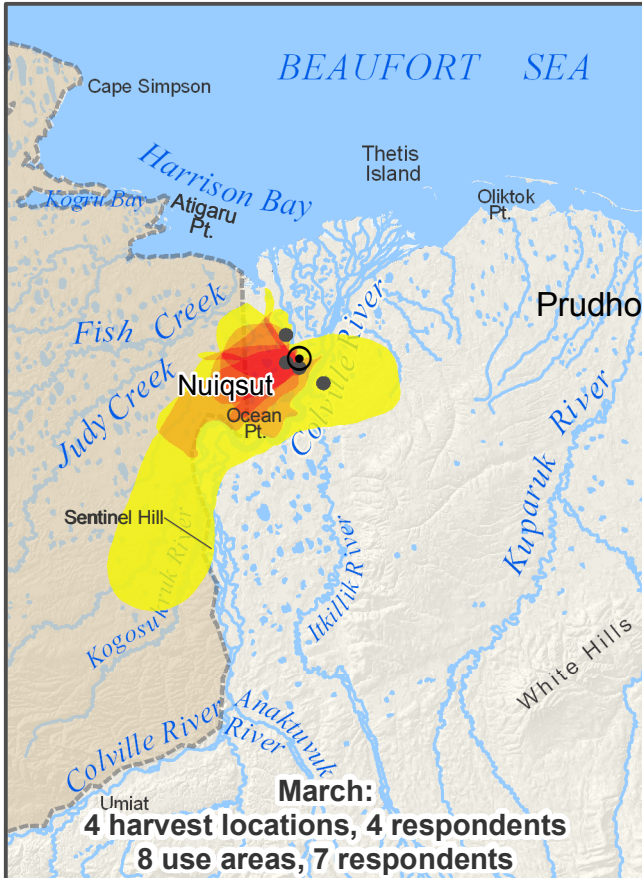 BEAUFORT SEA
Cape Simpson
Harrison Bay
Thetis
Island
Kogru Bay
Atigaru
Pt.
Oliktok
Pt.
Fish Creek
Prudho
Judy Creek
Nuiqsut
Ocean
Pt.
Colville River
Kuparuk River
Sentinel Hill
Itkillik River
Kogosukruk River
White Hills
Colville River
Anaktuvuk
River
Umiat
March:
4 harvest locations, 4 respondents
8 use areas, 7 respondents